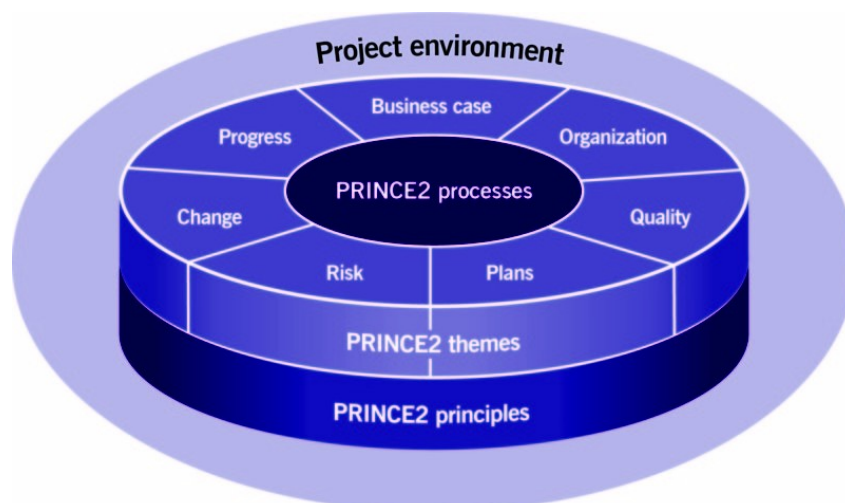 Project environment
Business case
Progress
Organization
PRINCE2 processes
Change
Quality
Risk
Plans
PRINCE2 themes
PRINCE2 principles